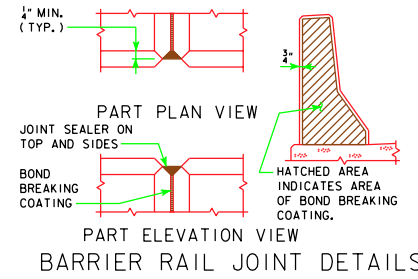 1/4" MIN.
(TYP.)
3/4"
PART PLAN VIEW
JOINT SEALER ON
TOP AND SIDES
BOND
BREAKING
COATING
HATCHED AREA
INDICATES AREA
OF BOND BREAKING
COATING.
PART ELEVATION VIEW
BARRIER RAIL JOINT DETAILS